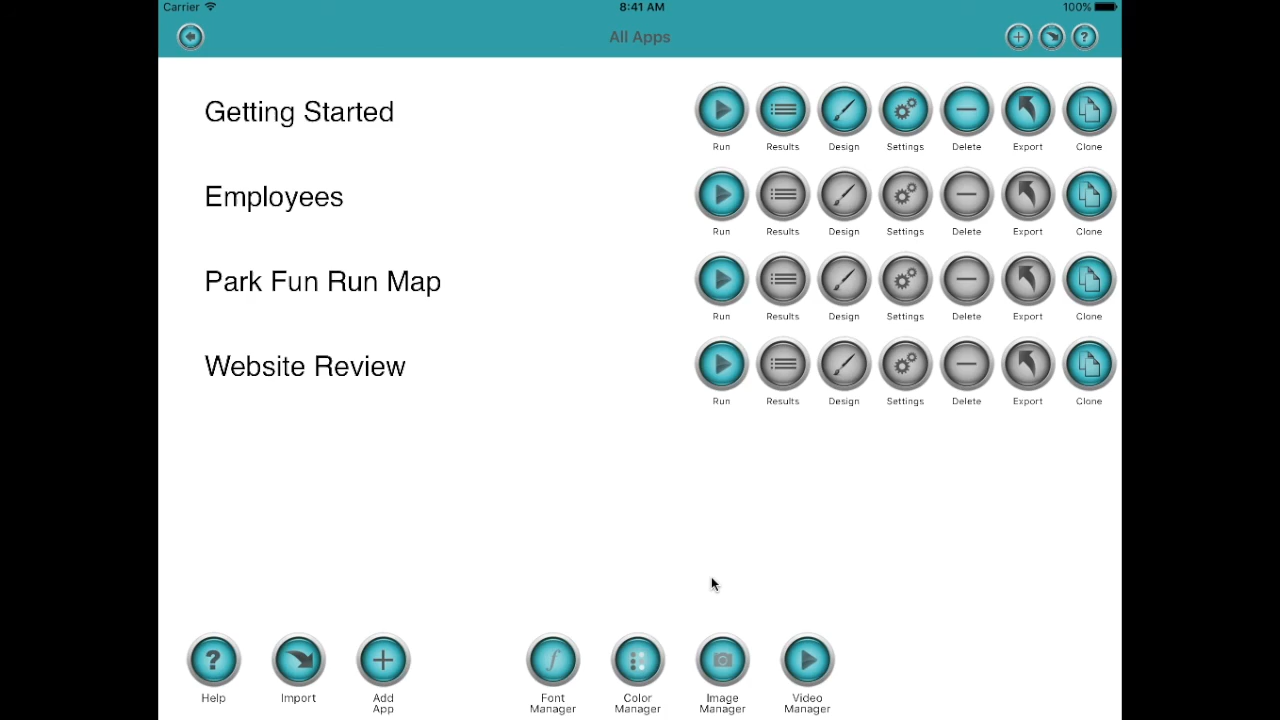 Carrier 8:41 AM 100%
All Apps + ?
Getting Started
Run Results Design Settings Delete Export Clone
Employees
Run Results Design Settings Delete Export Clone
Park Fun Run Map
Run Results Design Settings Delete Export Clone
Website Review
Run Results Design Settings Delete Export Clone
? + f
Help Import Add Font Color Image Video
App Manager Manager Manager Manager